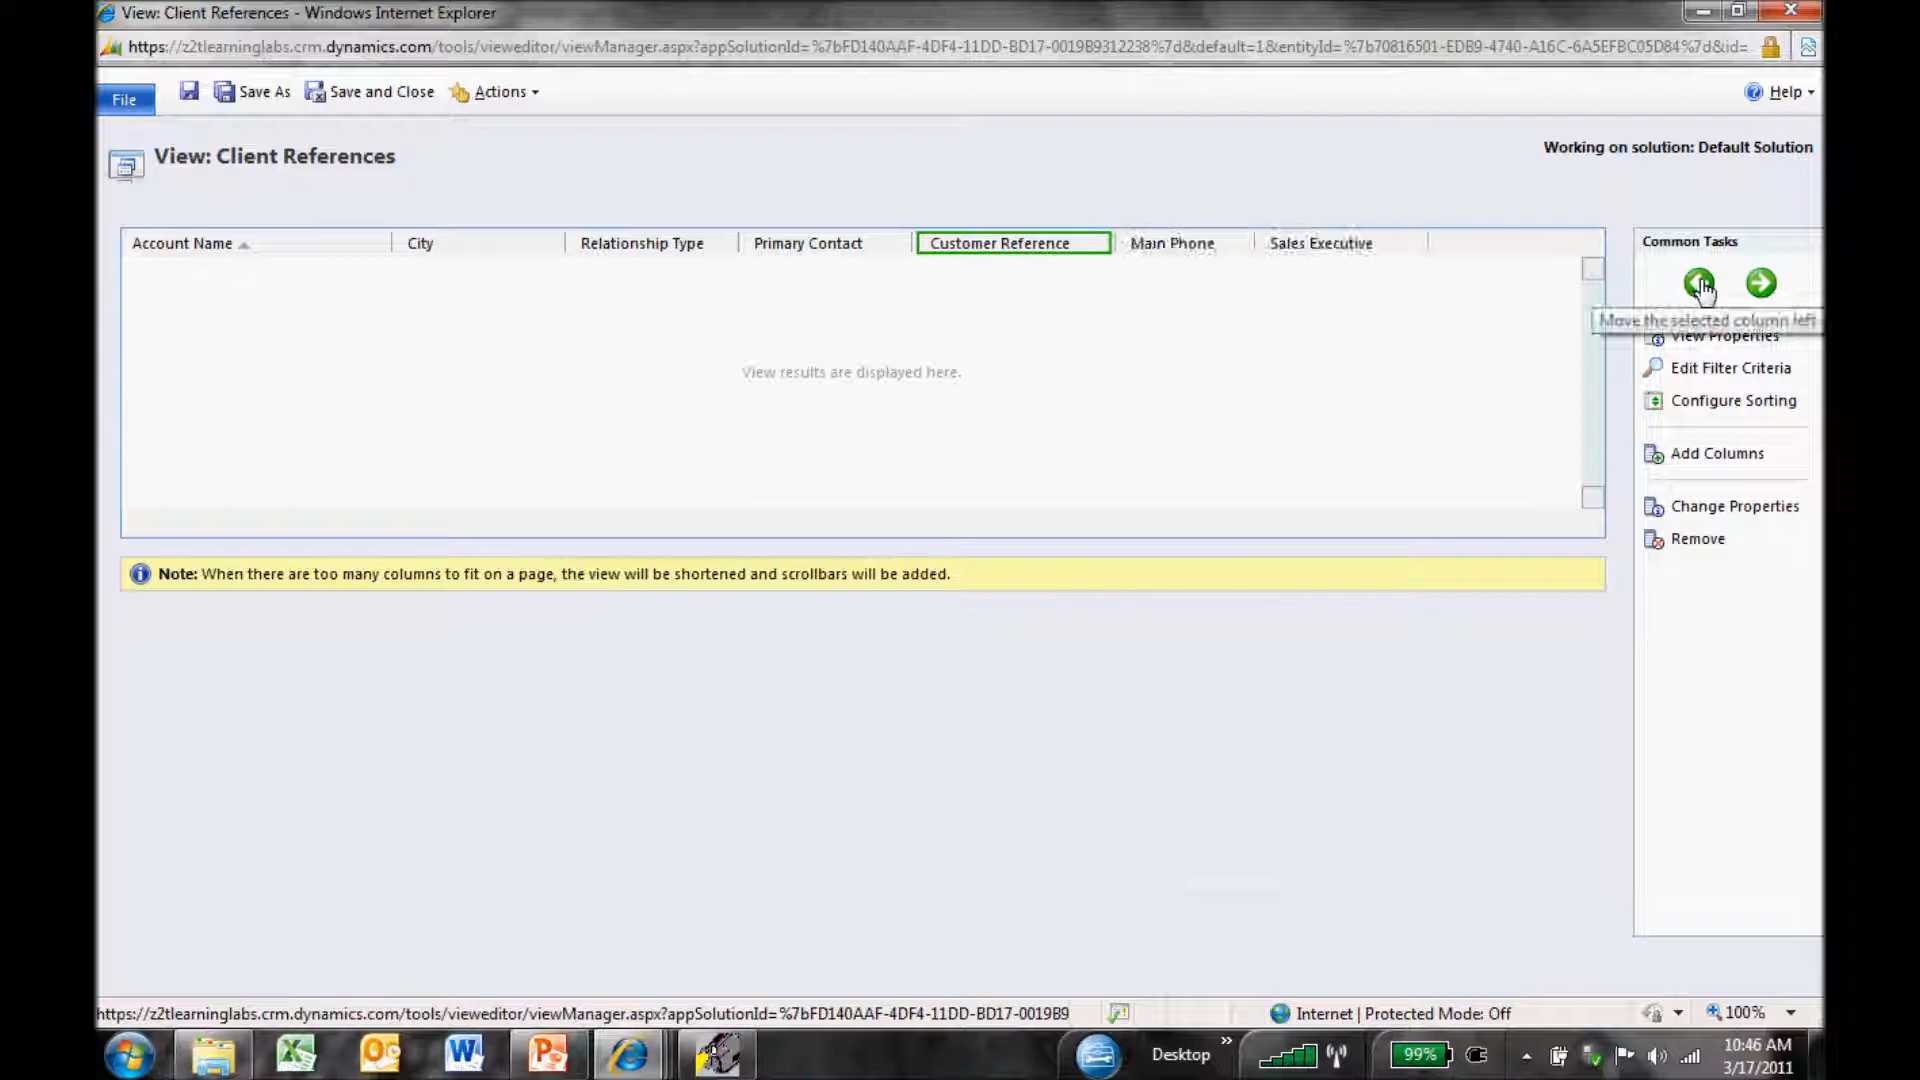 View: Client References - Windows Internet Explorer
https://z2tlearninglabs.crm.dynamics.com/tools/vieweditor/viewManager.aspx?appSolutionId=%7bFD140AAF-4DF4-11DD-BD17-0019B9312238%7d&default=1&entityId=%7b70816501-EDB9-4740-A16C-6A5EFBC05D84%7d&id=
File
Save As
Save and Close
Actions
Help
View: Client References
Working on solution: Default Solution
Account Name
City
Relationship Type
Primary Contact
Customer Reference
Main Phone
Sales Executive
View results are displayed here.
Note: When there are too many columns to fit on a page, the view will be shortened and scrollbars will be added.
Common Tasks
Move the selected column left
View Properties
Edit Filter Criteria
Configure Sorting
Add Columns
Change Properties
Remove
https://z2tlearninglabs.crm.dynamics.com/tools/vieweditor/viewManager.aspx?appSolutionId=%7bFD140AAF-4DF4-11DD-BD17-0019B9
Internet | Protected Mode: Off
100%
Desktop
99%
10:46 AM
3/17/2011